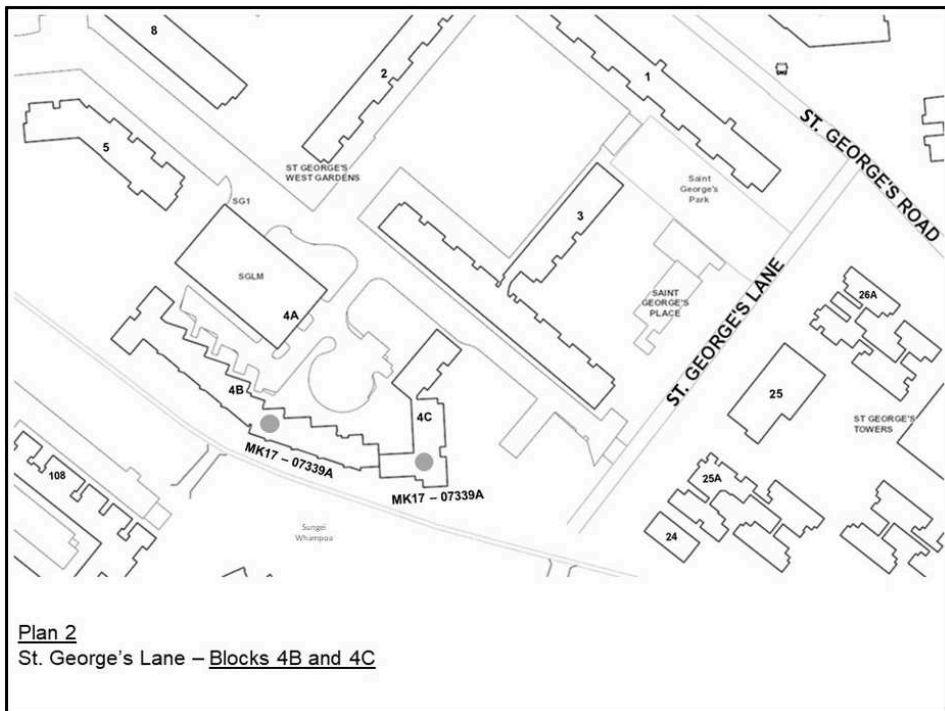 8
2
1
5
ST. GEORGE'S ROAD
ST GEORGE'S
WEST GARDENS
Saint
George's
Park
SG1
3
SGLM
4A
SAINT
GEORGE'S
PLACE
ST. GEORGE'S LANE
26A
25
4B
4C
ST GEORGE'S
TOWERS
MK17 – 07339A
MK17 – 07339A
108
25A
24
Sungei
Whampoa
Plan 2
St. George's Lane – Blocks 4B and 4C